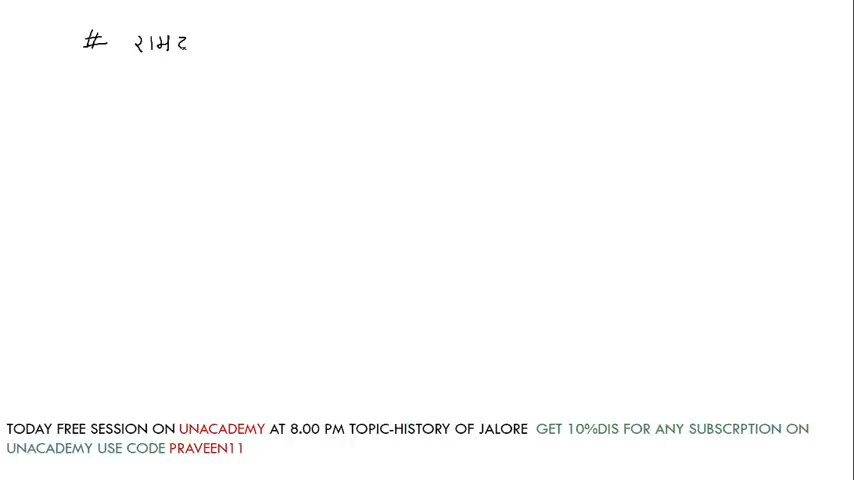 # रामद
TODAY FREE SESSION ON UNACADEMY AT 8.00 PM TOPIC-HISTORY OF JALORE GET 10%DIS FOR ANY SUBSCRPTION ON
UNACADEMY USE CODE PRAVEEN11